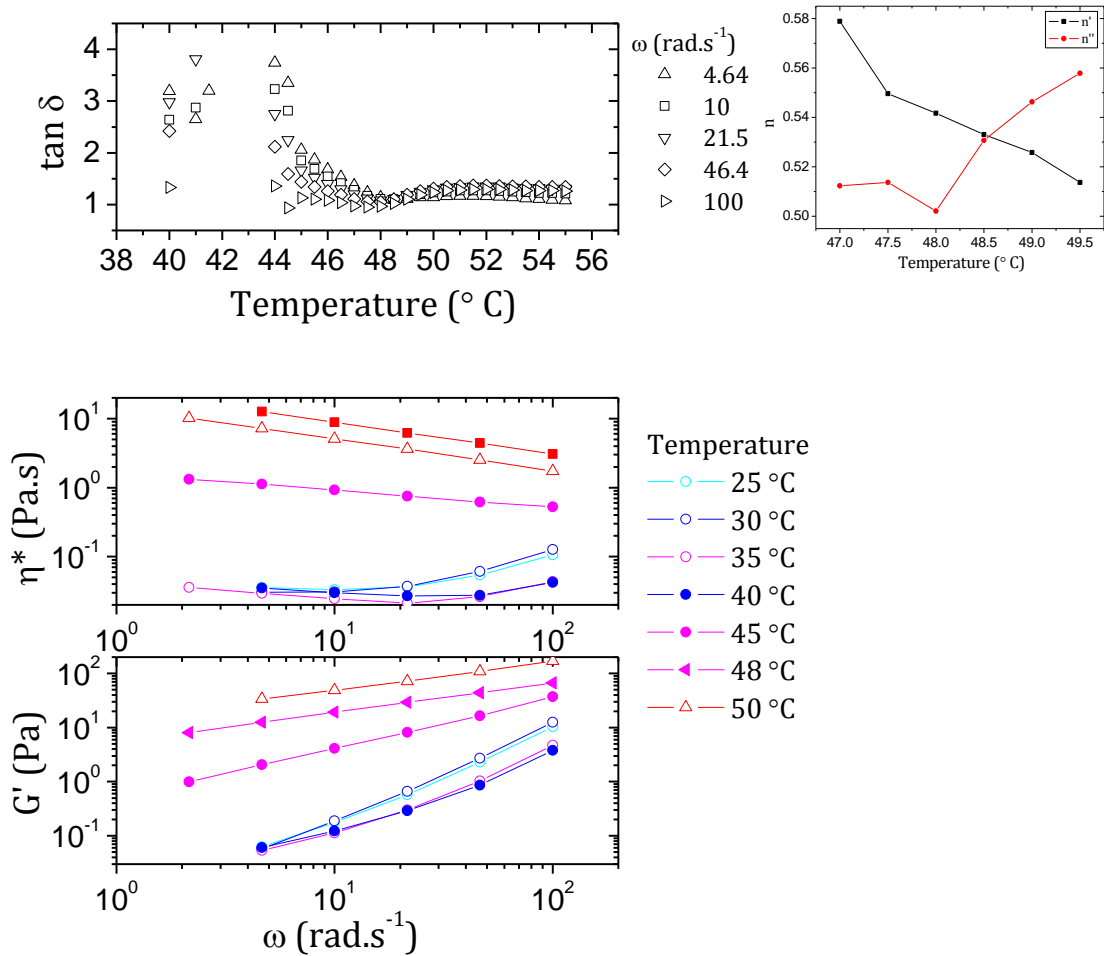 4
3
2
1
tan δ
38 40 42 44 46 48 50 52 54 56
Temperature (° C)
ω (rad.s⁻¹)
4.64
10
21.5
46.4
100
0.58
0.56
0.54
0.52
0.50
n
n'
n''
47.0 47.5 48.0 48.5 49.0 49.5
Temperature (° C)
10¹
10⁰
10⁻¹
η* (Pa.s)
10⁰ 10¹ 10²
10²
10¹
10⁰
10⁻¹
G' (Pa)
10⁰ 10¹ 10²
ω (rad.s⁻¹)
Temperature
25 °C
30 °C
35 °C
40 °C
45 °C
48 °C
50 °C